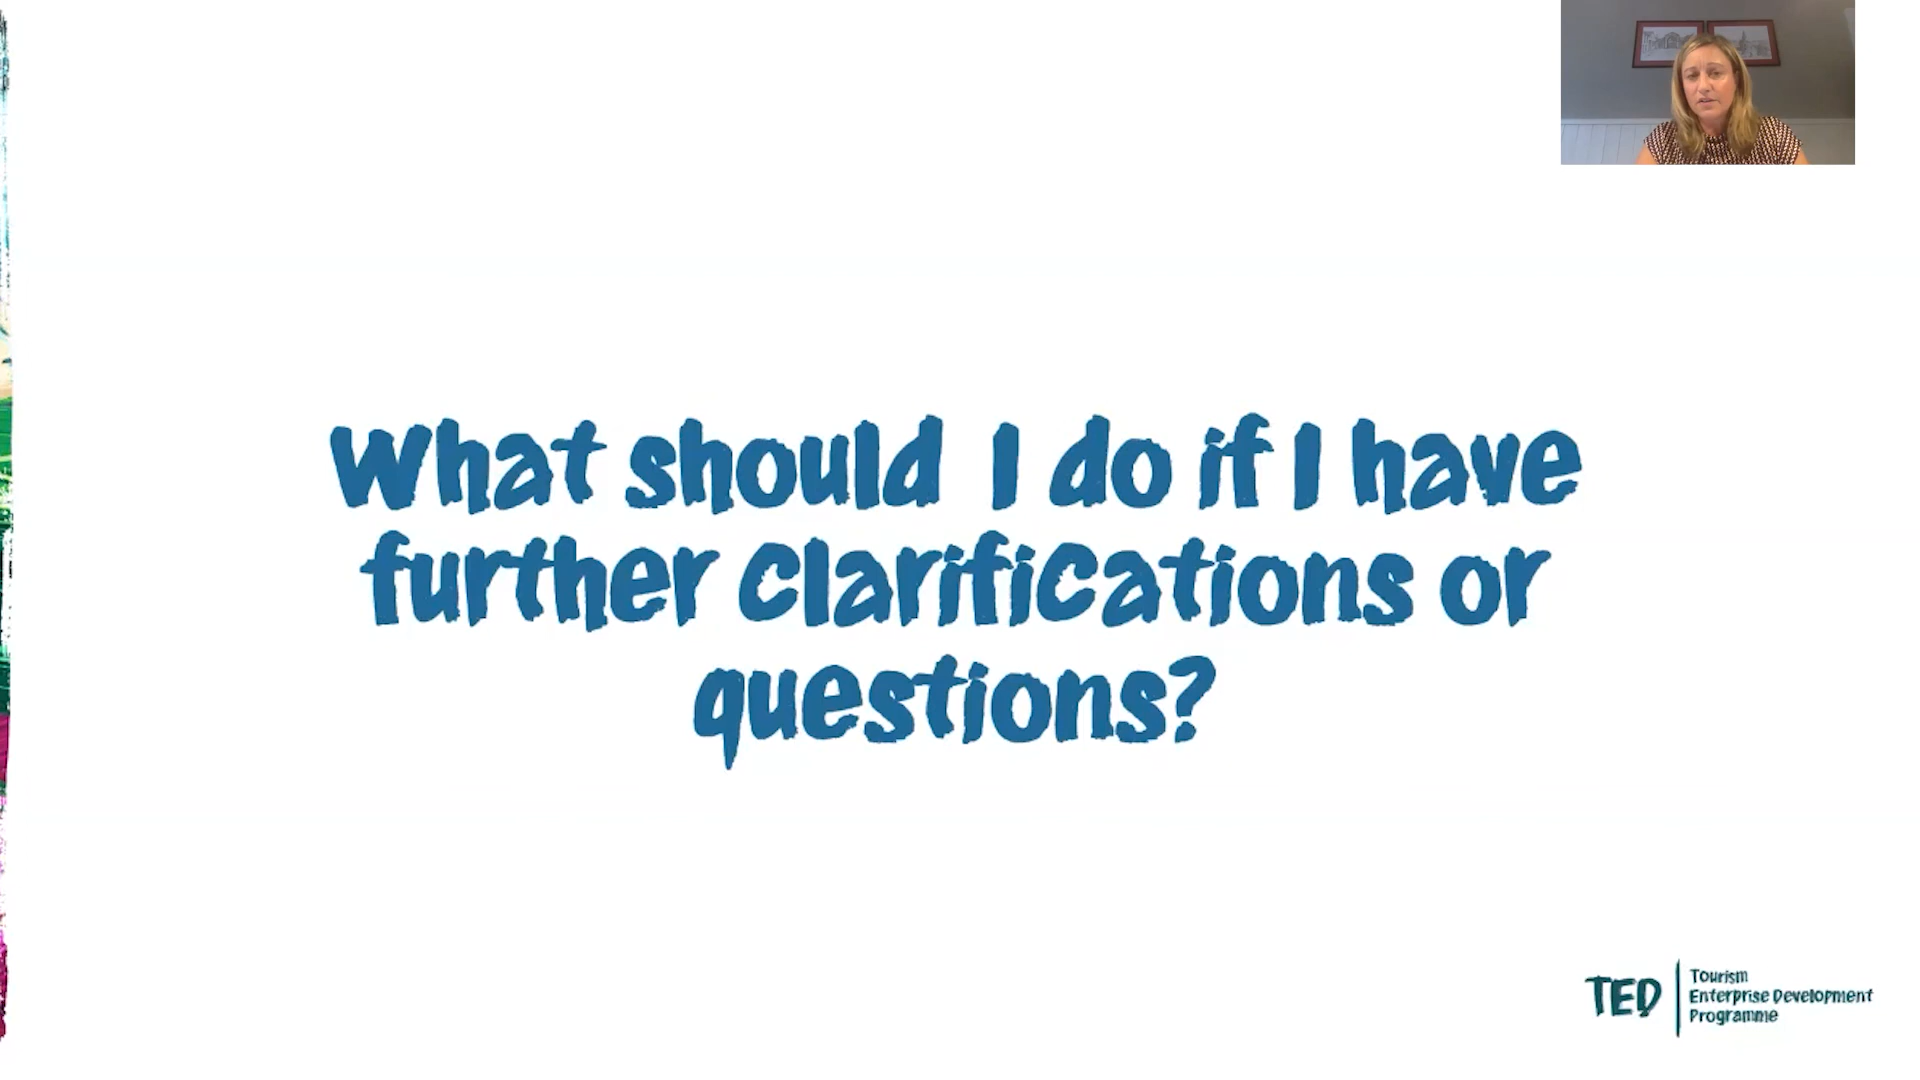 What should I do if I have
further Clarifications or
questions?
TED
Tourism
Enterprise Development
Programme